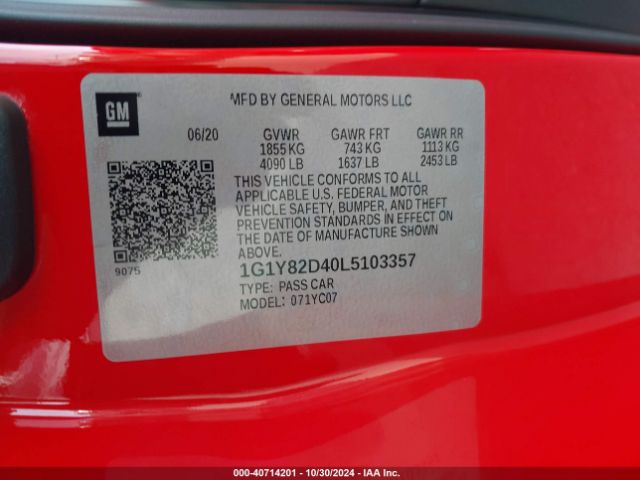 GM
MFD BY GENERAL MOTORS LLC
06/20 GVWR GAWR FRT GAWR RR
1855 KG 743 KG 1113 KG
4090 LB 1637 LB 2453 LB
THIS VEHICLE CONFORMS TO ALL
APPLICABLE U.S. FEDERAL MOTOR
VEHICLE SAFETY, BUMPER, AND THEFT
PREVENTION STANDARDS IN EFFECT ON
THE DATE OF MANUFACTURE SHOWN
ABOVE.
9075
1G1Y82D40L5103357
TYPE: PASS CAR
MODEL: 071YC07
000-40714201 - 10/30/2024 - IAA Inc.